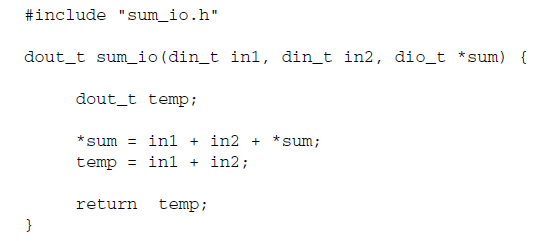 #include "sum_io.h"
dout_t sum_io(din_t in1, din_t in2, dio_t *sum) {
dout_t temp;
*sum = in1 + in2 + *sum;
temp = in1 + in2;
return temp;
}